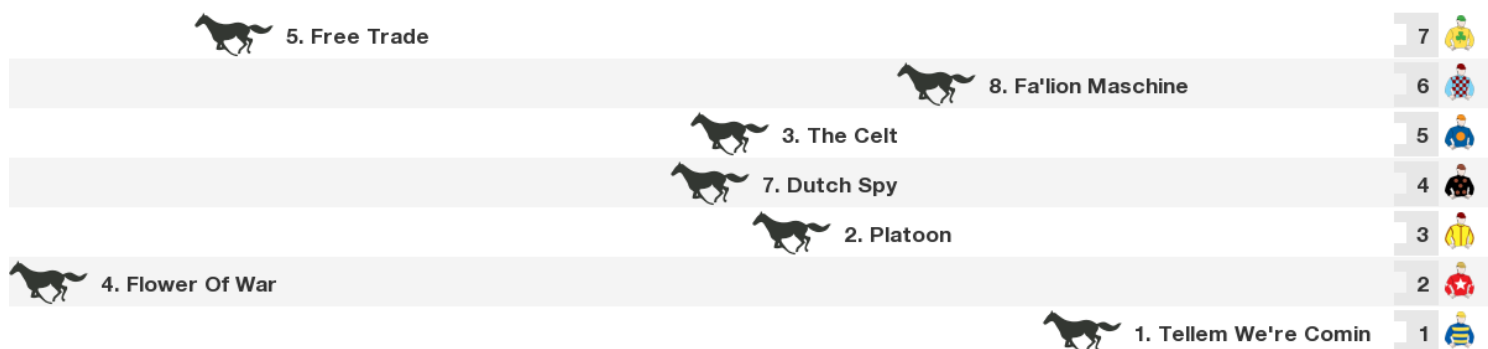 5. Free Trade 7
8. Fa'lion Maschine 6
3. The Celt 5
7. Dutch Spy 4
2. Platoon 3
4. Flower Of War 2
1. Tellem We're Comin 1